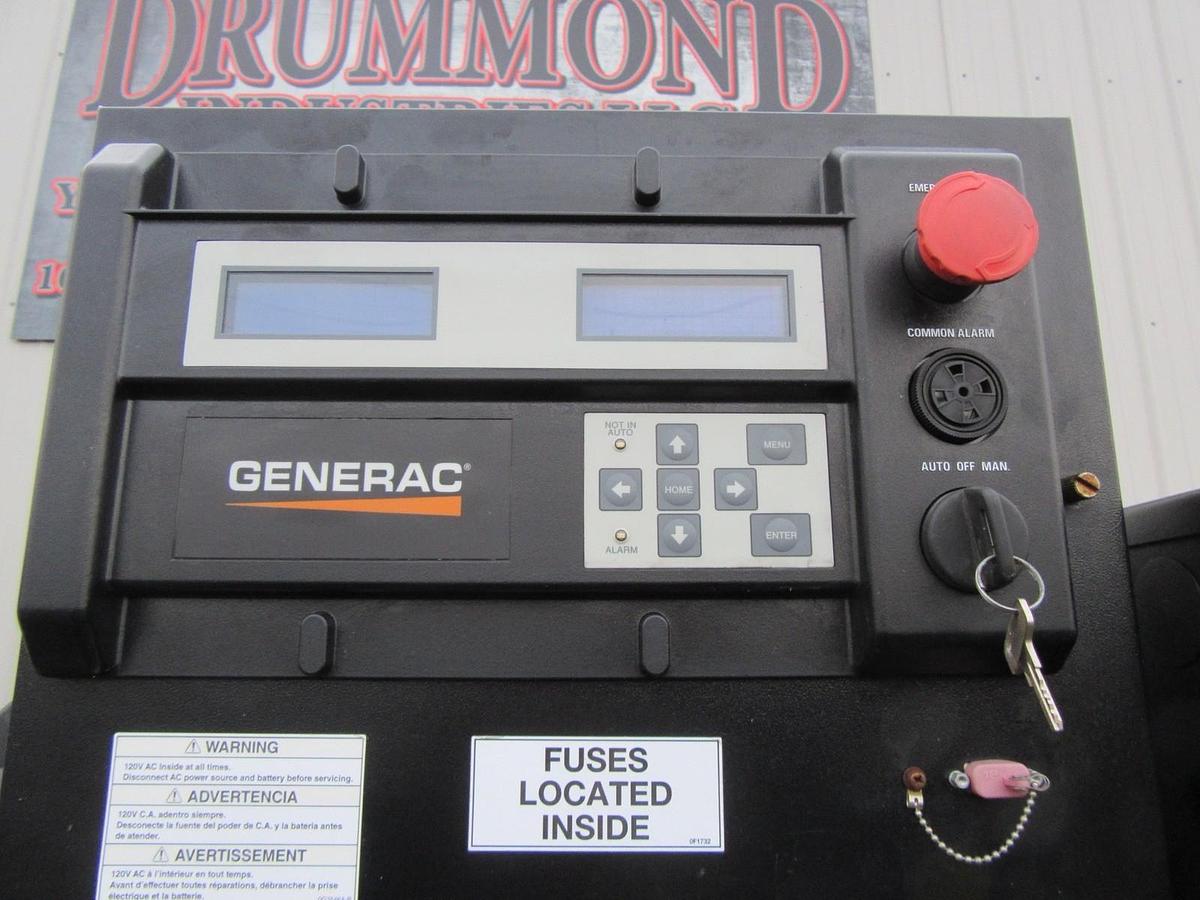 DRUMMOND
INDUSTRIES LLC
EMER
COMMON ALARM
AUTO OFF MAN.
NOT IN
AUTO
MENU
HOME
ENTER
ALARM
GENERAC®
⚠ WARNING
120V AC Inside at all times.
Disconnect AC power source and battery before servicing.
⚠ ADVERTENCIA
120V C.A. adentro siempre.
Desconecte la fuente del poder de C.A. y la bateria antes
de atender.
⚠ AVERTISSEMENT
120V AC à l'intérieur en tout temps.
Avant d'effectuer toutes réparations, débrancher la prise
électrique et la batterie.
FUSES
LOCATED
INSIDE
0F1732